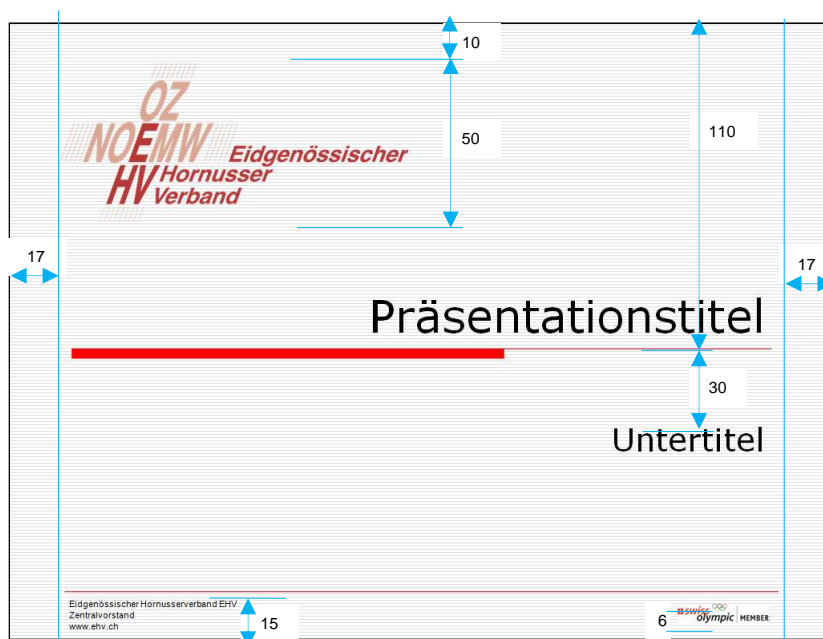 10
OZ
NOEMW
50
110
Eidgenössischer
HV Hornusser
Verband
17
17
Präsentationstitel
30
Untertitel
Eidgenössischer Hornusserverband EHV
Zentralvorstand
www.ehv.ch
15
6
swiss
olympic MEMBER